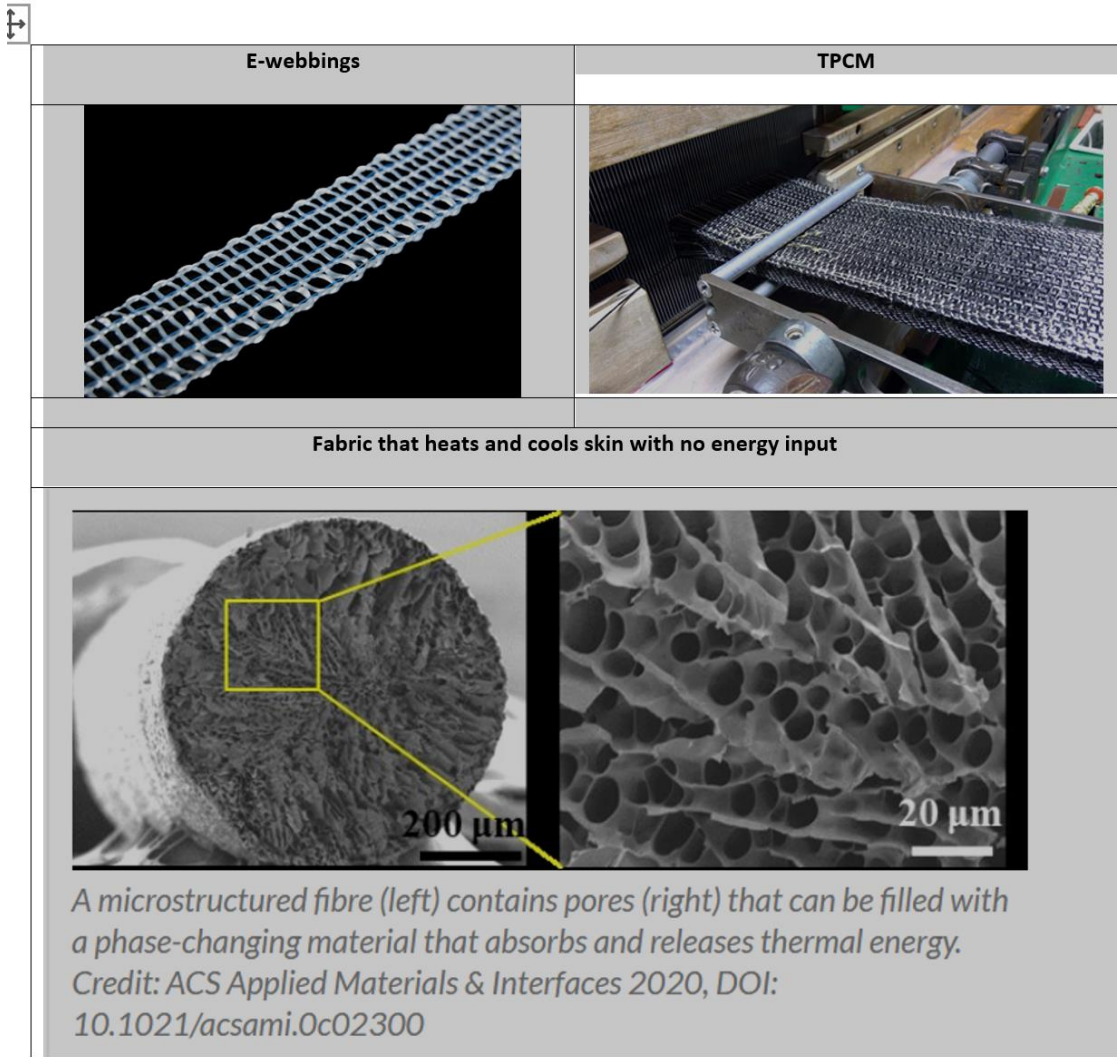 E-webbings
TPCM
Fabric that heats and cools skin with no energy input
200 µm
20 µm
A microstructured fibre (left) contains pores (right) that can be filled with
a phase-changing material that absorbs and releases thermal energy.
Credit: ACS Applied Materials & Interfaces 2020, DOI:
10.1021/acsami.0c02300